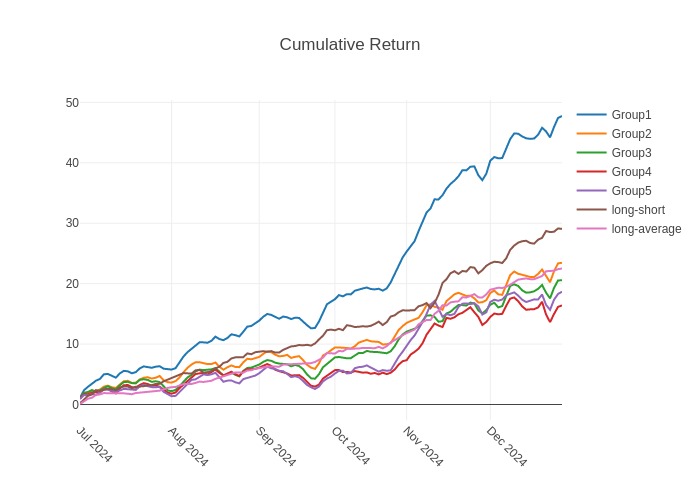 Cumulative Return
50
40
30
20
10
0
Jul 2024
Aug 2024
Sep 2024
Oct 2024
Nov 2024
Dec 2024
Group1
Group2
Group3
Group4
Group5
long-short
long-average